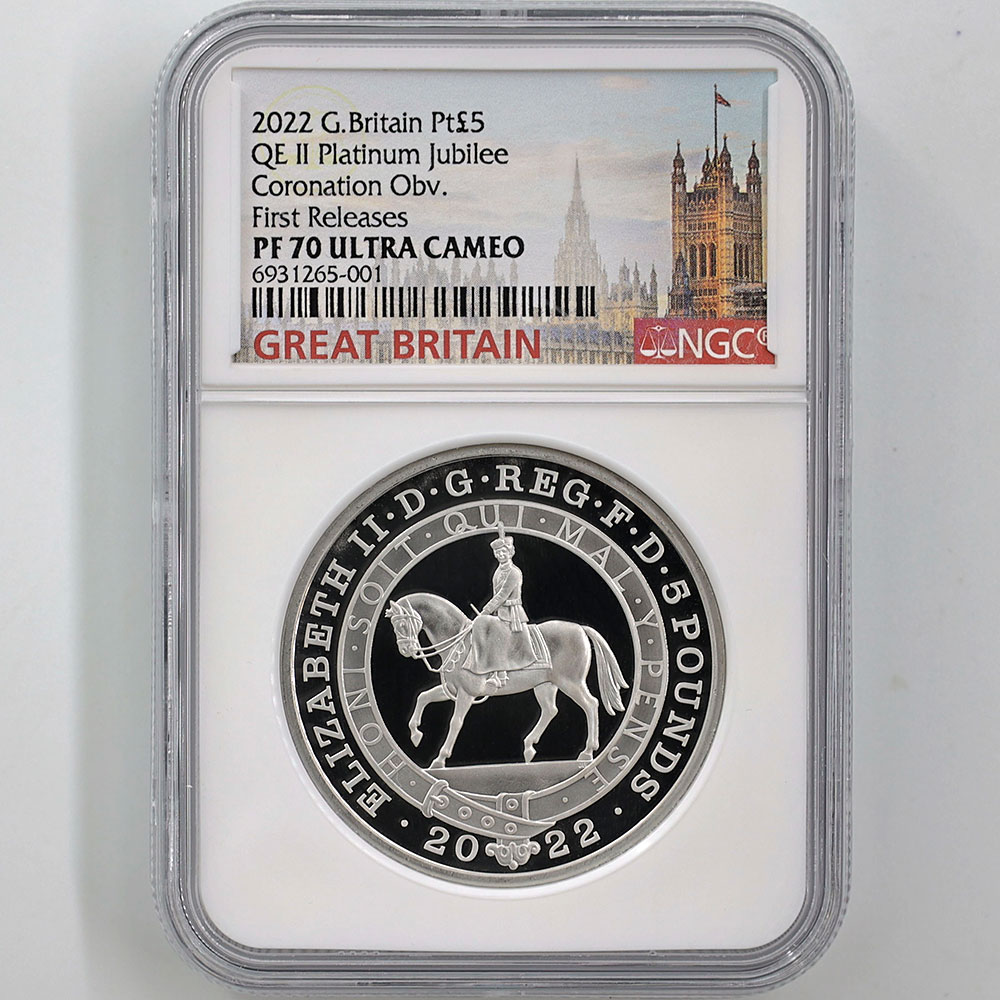 2022 G.Britain Pt£5
QE II Platinum Jubilee
Coronation Obv.
First Releases
PF 70 ULTRA CAMEO
6931265-001
GREAT BRITAIN
NGC®
ELIZABETH II · D · G · REG · F · D · 5 POUNDS
· 2022 ·
HONI · SOIT · QUI · MAL · Y · PENSE ·